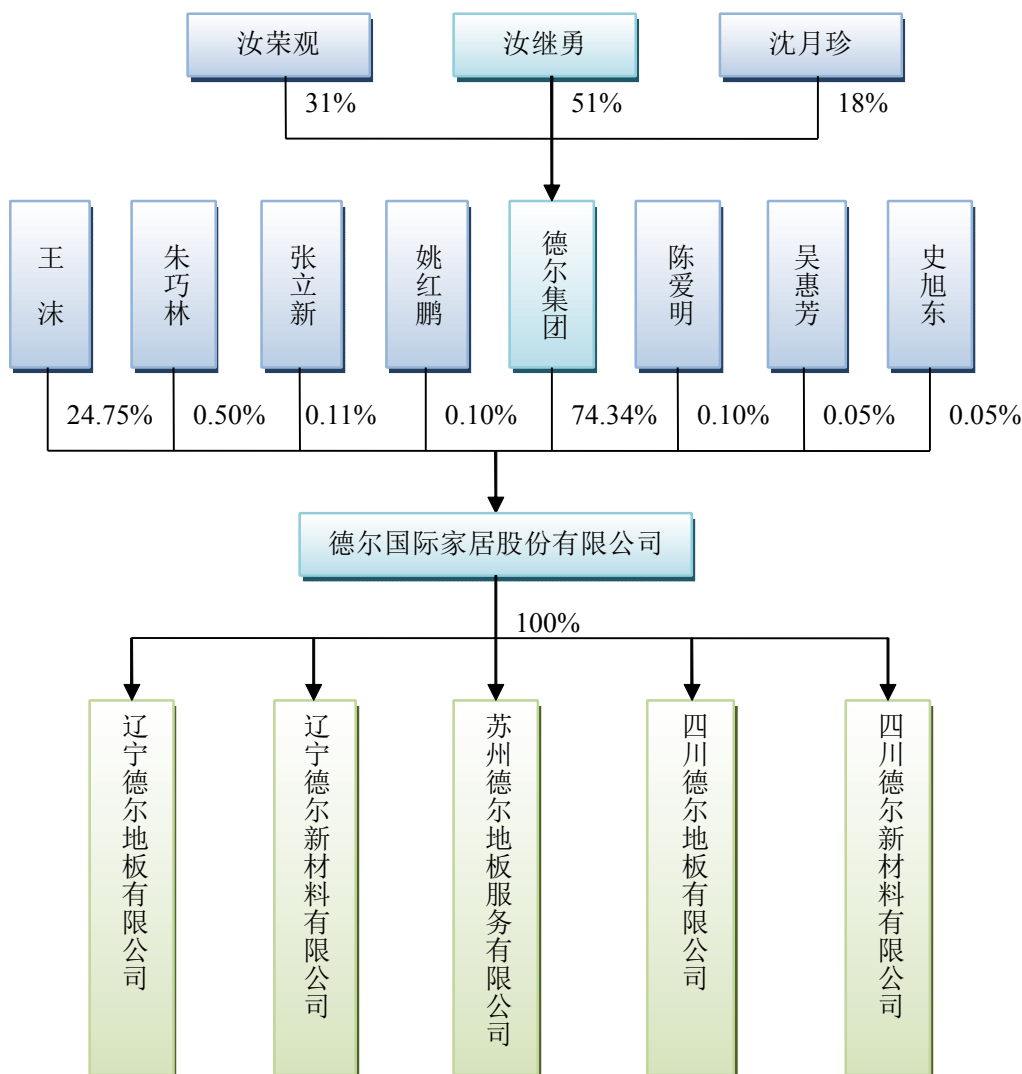 汝荣观
汝继勇
沈月珍
31%
51%
18%
王沫
朱巧林
张立新
姚红鹏
德尔集团
陈爱明
吴惠芳
史旭东
24.75%
0.50%
0.11%
0.10%
74.34%
0.10%
0.05%
0.05%
德尔国际家居股份有限公司
100%
辽宁德尔地板有限公司
辽宁德尔新材料有限公司
苏州德尔地板服务有限公司
四川德尔地板有限公司
四川德尔新材料有限公司